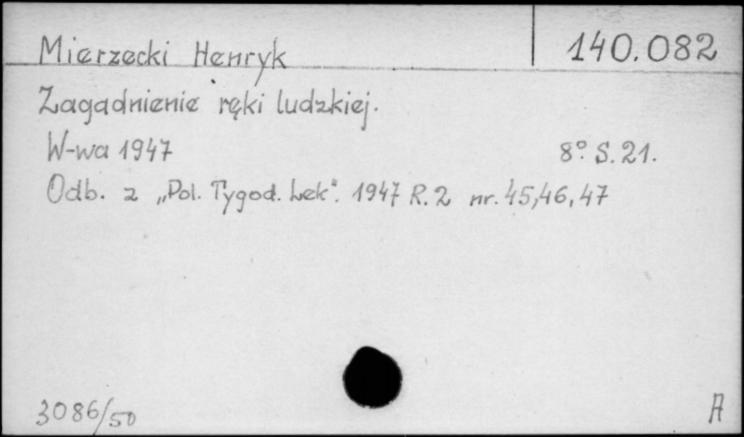 Mierzecki Henryk 140.082
Zagadnienie ręki ludzkiej.
W-wa 1947 8° S. 21.
Odb. z „Pol. Tygod. Lek". 1947 R. 2 nr. 45,46,47
3086/50 A